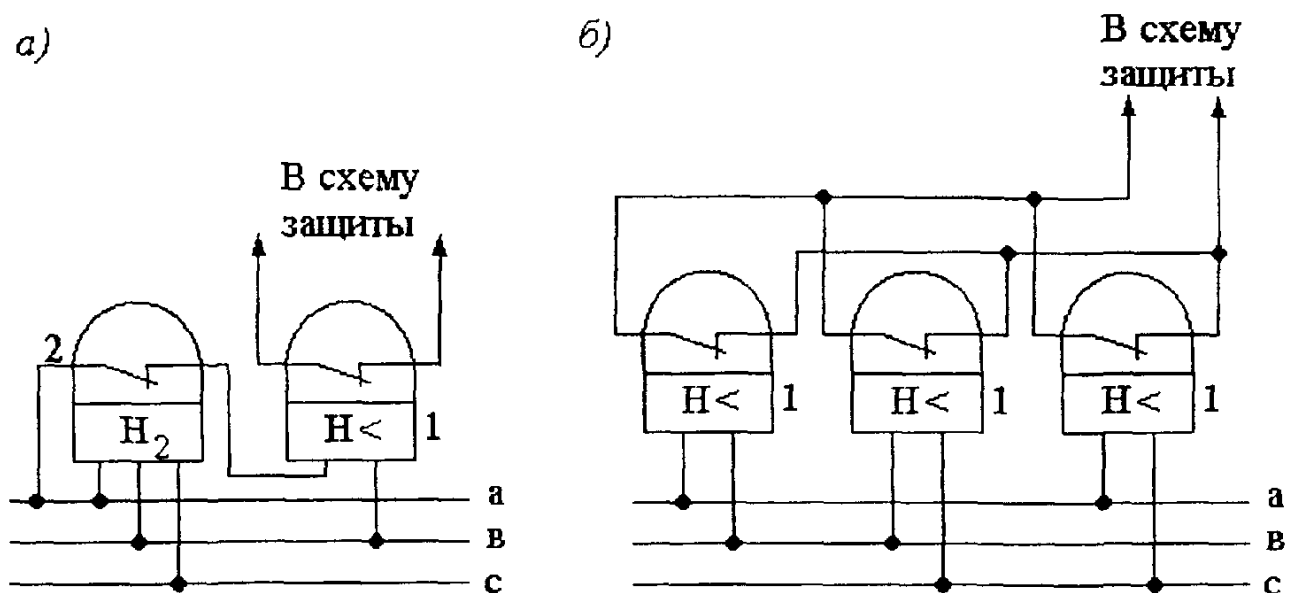 а)
В схему
защиты
2
Н2
Н< 1
а
в
с
б)
В схему
защиты
Н< 1
Н< 1
Н< 1
а
в
с